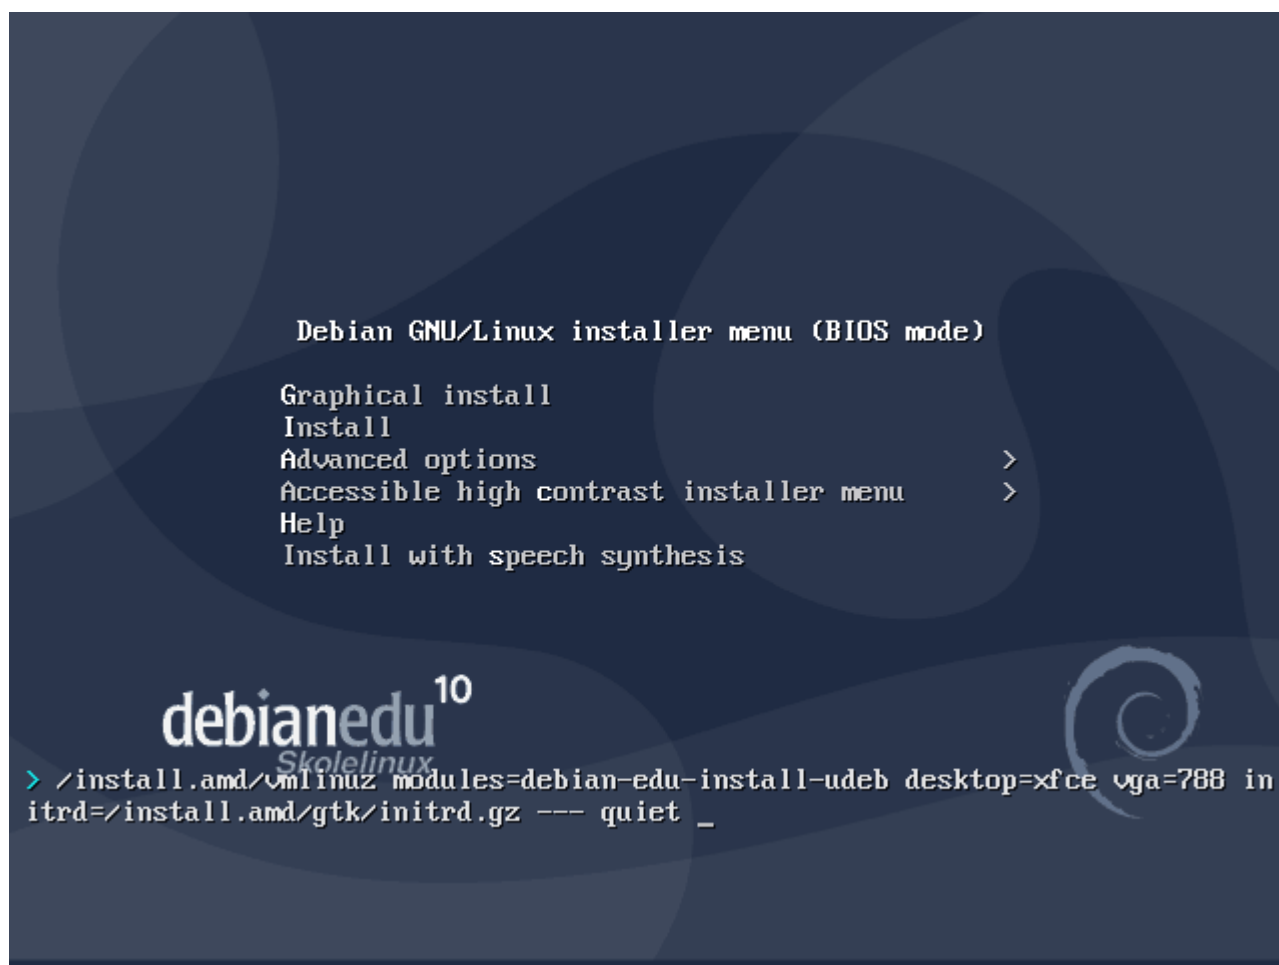 Debian GNU/Linux installer menu (BIOS mode)
Graphical install
Install
Advanced options >
Accessible high contrast installer menu >
Help
Install with speech synthesis
debianedu 10
Skolelinux
> /install.amd/vmlinuz modules=debian-edu-install-udeb desktop=xfce vga=788 in
itrd=/install.amd/gtk/initrd.gz --- quiet _